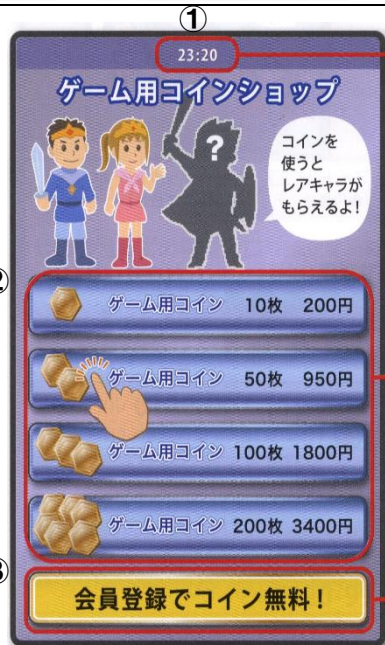 ①
23:20
ゲーム用コインショップ
?
コインを
使うと
レアキャラが
もらえるよ!
②
ゲーム用コイン 10枚 200円
ゲーム用コイン 50枚 950円
ゲーム用コイン 100枚 1800円
ゲーム用コイン 200枚 3400円
③
会員登録でコイン無料!